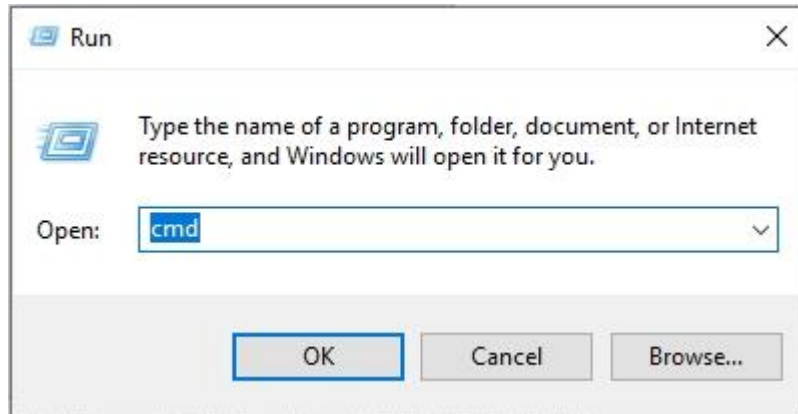 Run
Type the name of a program, folder, document, or Internet
resource, and Windows will open it for you.
Open: cmd
OK Cancel Browse...